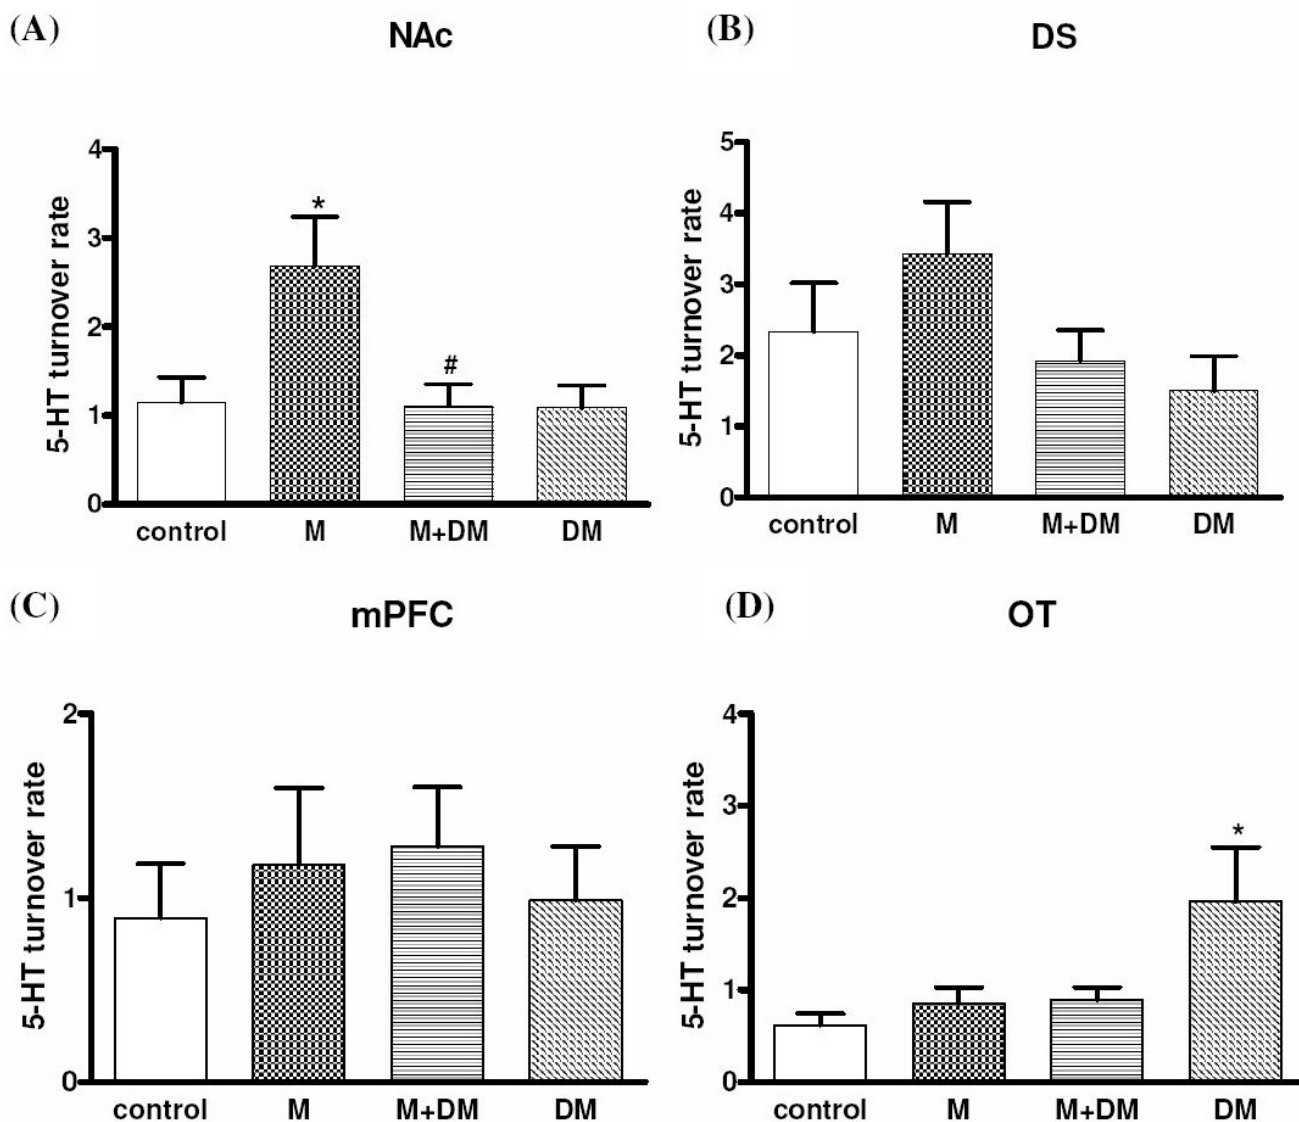 (A)
NAc
5-HT turnover rate
4
3
2
1
0
*
#
control M M+DM DM
(B)
DS
5-HT turnover rate
5
4
3
2
1
0
control M M+DM DM
(C)
mPFC
5-HT turnover rate
2
1
0
control M M+DM DM
(D)
OT
5-HT turnover rate
4
3
2
1
0
*
control M M+DM DM